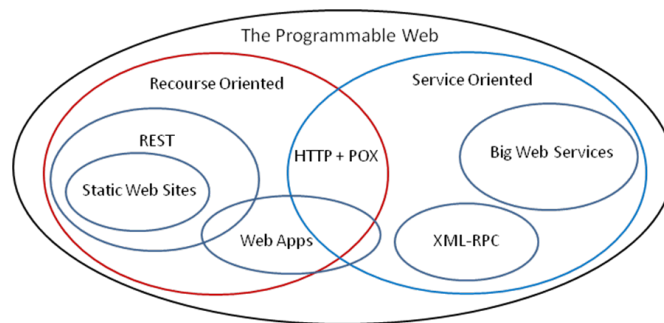 The Programmable Web
Recourse Oriented
Service Oriented
REST
HTTP + POX
Big Web Services
Static Web Sites
Web Apps
XML-RPC